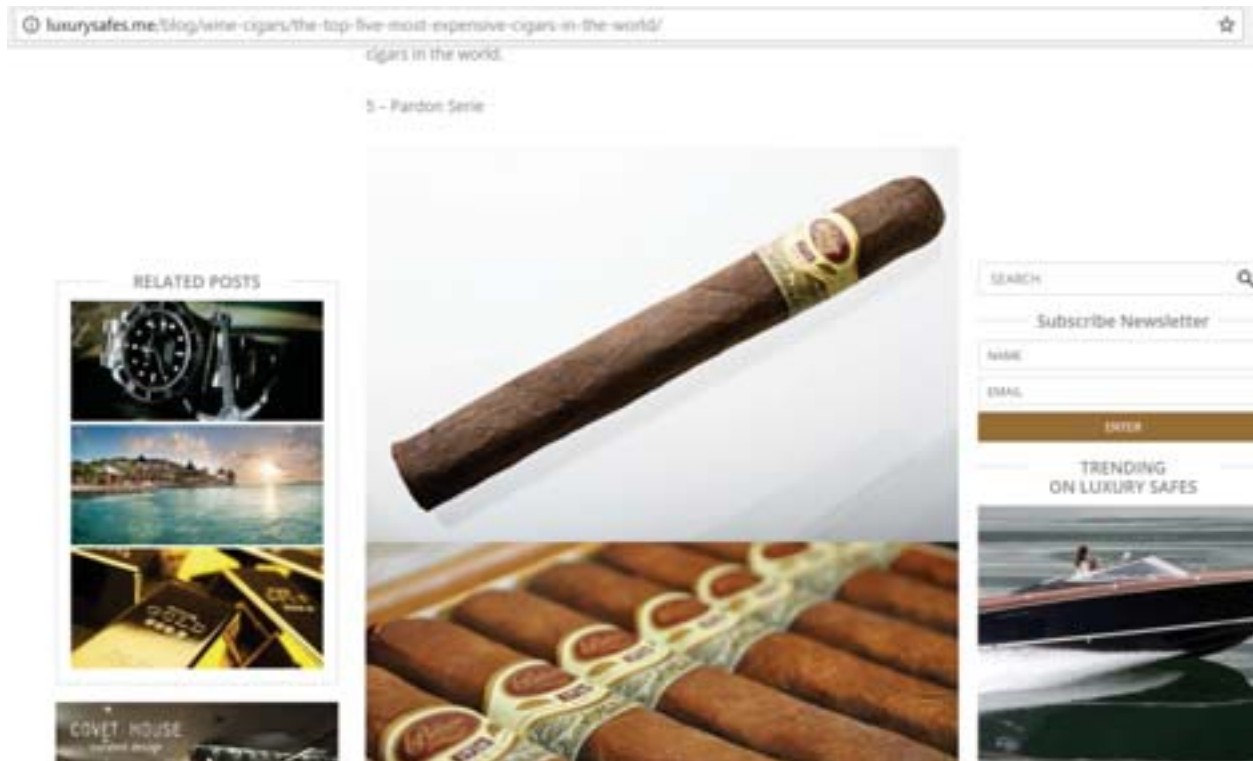 luxurysafes.me/blog/wine-cigars/the-top-five-most-expensive-cigars-in-the-world/
cigars in the world.
5 – Pardon Serie
RELATED POSTS
COVET HOUSE
SEARCH
Subscribe Newsletter
NAME
EMAIL
ENTER
TRENDING
ON LUXURY SAFES